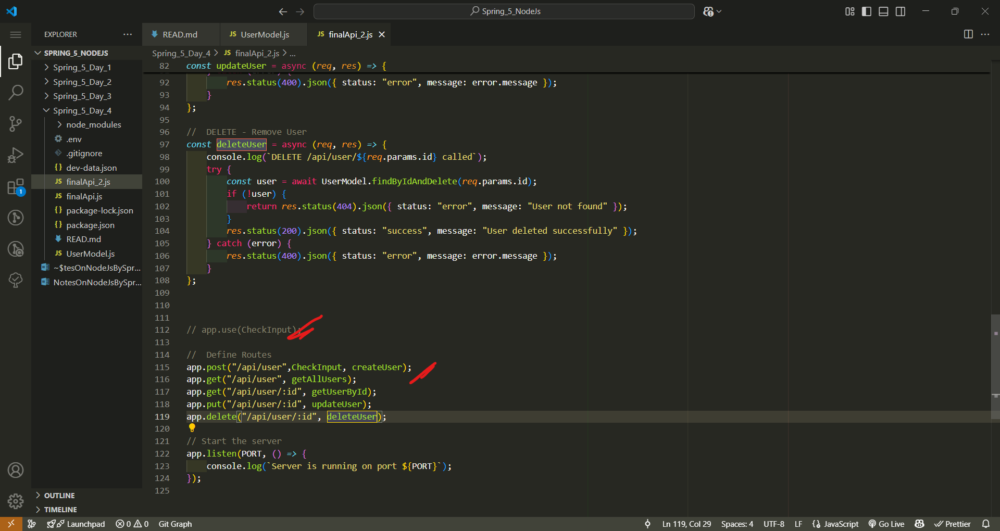 Spring_5_NodeJs
EXPLORER
READ.md
JS UserModel.js
JS finalApi_2.js
SPRING_5_NODEJS
Spring_5_Day_1
Spring_5_Day_2
Spring_5_Day_3
Spring_5_Day_4
node_modules
.env
.gitignore
{} dev-data.json
JS finalApi_2.js
JS finalApi.js
{} package-lock.json
{} package.json
READ.md
JS UserModel.js
~$tesOnNodeJsBySpr...
NotesOnNodeJsBySpr...
OUTLINE
TIMELINE
1
Spring_5_Day_4 > JS finalApi_2.js > ...
82 const updateUser = async (req, res) => {
92 res.status(400).json({ status: "error", message: error.message });
93 }
94 };
95
96 //  DELETE - Remove User
97 const deleteUser = async (req, res) => {
98 console.log(`DELETE /api/user/${req.params.id} called`);
99 try {
100 const user = await UserModel.findByIdAndDelete(req.params.id);
101 if (!user) {
102 return res.status(404).json({ status: "error", message: "User not found" });
103 }
104 res.status(200).json({ status: "success", message: "User deleted successfully" });
105 } catch (error) {
106 res.status(400).json({ status: "error", message: error.message });
107 }
108 };
109
110
111
112 // app.use(CheckInput);
113
114 //  Define Routes
115 app.post("/api/user",CheckInput, createUser);
116 app.get("/api/user", getAllUsers);
117 app.get("/api/user/:id", getUserById);
118 app.put("/api/user/:id", updateUser);
119 app.delete("/api/user/:id", deleteUser);
120
121 // Start the server
122 app.listen(PORT, () => {
123 console.log(`Server is running on port ${PORT}`);
124 });
125
Launchpad 0 0 Git Graph Ln 119, Col 29 Spaces: 4 UTF-8 LF {} JavaScript Go Live Prettier